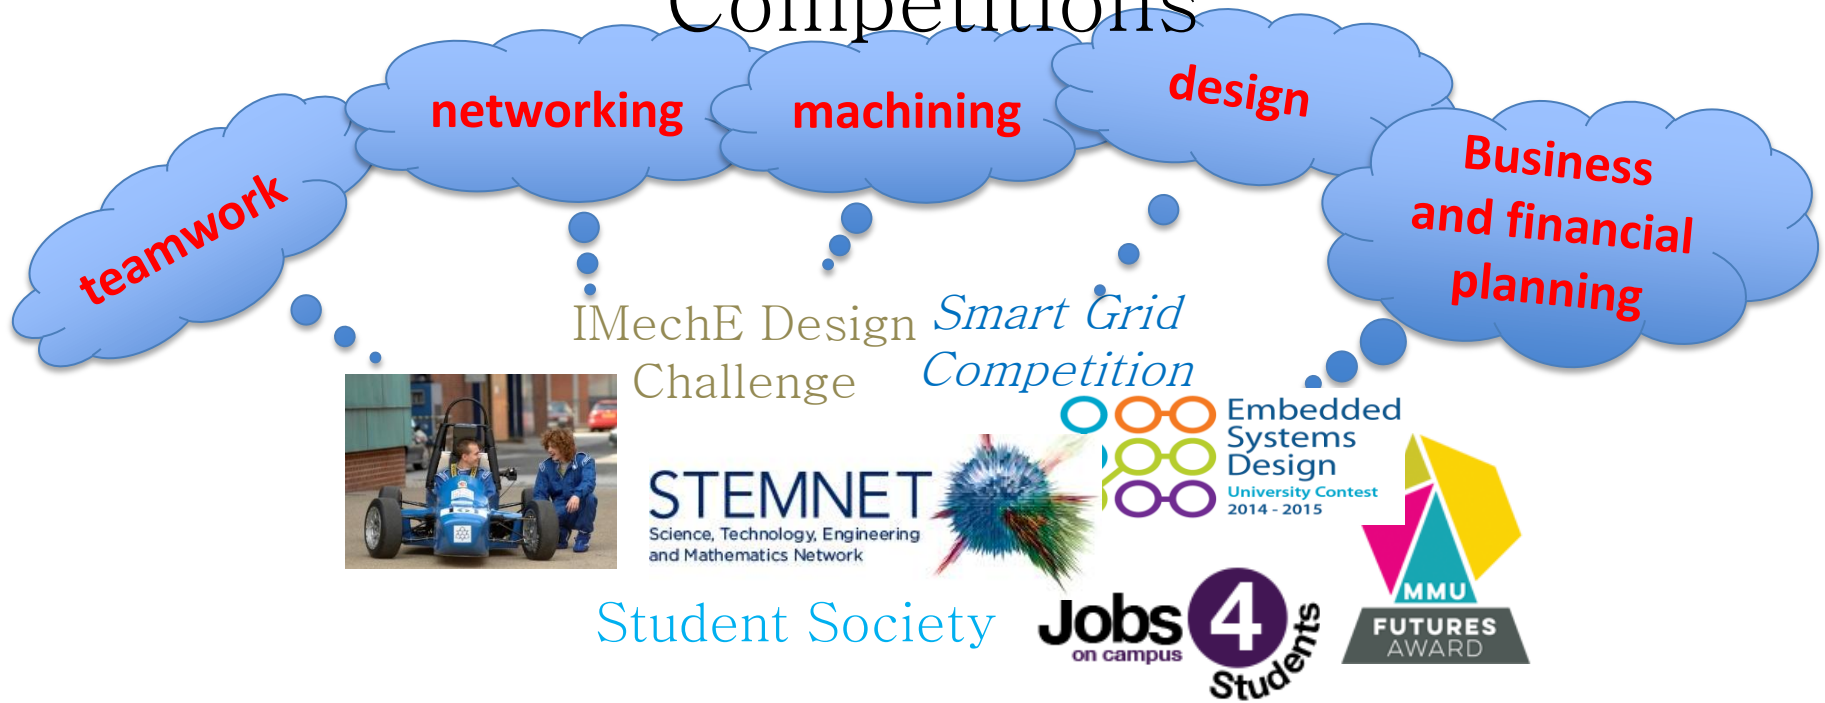 Competitions
teamwork
networking
machining
design
Business
and financial
planning
IMechE Design
Challenge
Smart Grid
Competition
STEMNET
Science, Technology, Engineering
and Mathematics Network
Embedded
Systems
Design
University Contest
2014 - 2015
Student Society
Jobs 4
on campus
Students
MMU
FUTURES
AWARD